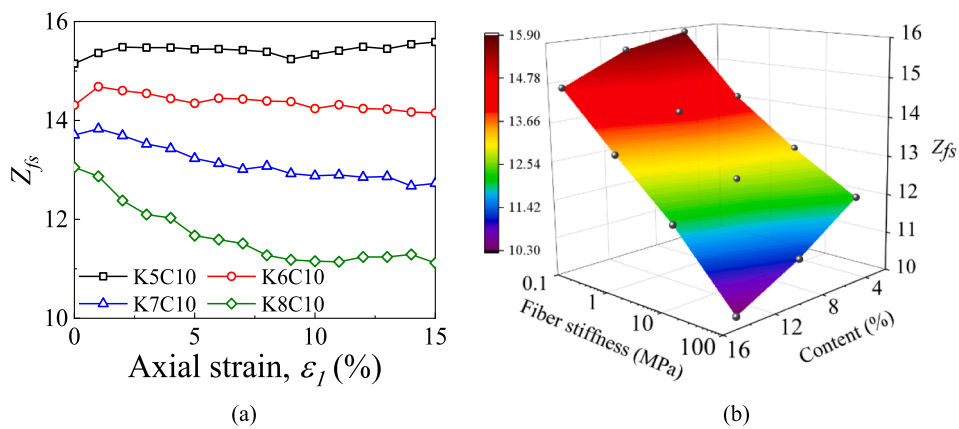 (a)
16
14
12
10
Z_fs
K5C10
K6C10
K7C10
K8C10
0
5
10
15
Axial strain, ε_1 (%)
(a)
15.90
14.78
13.66
12.54
11.42
10.30
16
15
14
13
12
11
10
Z_fs
0.1
1
10
100
Fiber stiffness (MPa)
16
12
8
4
Content (%)
(b)